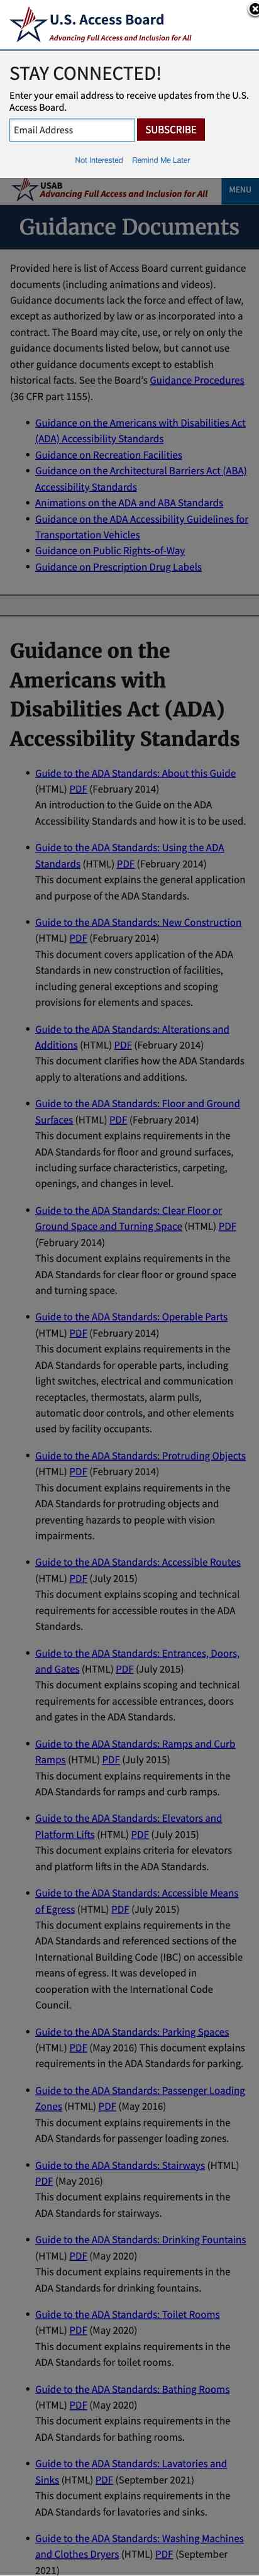 U.S. Access Board
Advancing Full Access and Inclusion for All
STAY CONNECTED!
Enter your email address to receive updates from the U.S.
Access Board.
Email Address
SUBSCRIBE
Not Interested Remind Me Later
USAB
Advancing Full Access and Inclusion for All
MENU
Guidance Documents
Provided here is list of Access Board current guidance
documents (including animations and videos).
Guidance documents lack the force and effect of law,
except as authorized by law or as incorporated into a
contract. The Board may cite, use, or rely on only the
guidance documents listed below, but cannot use
other guidance documents except to establish
historical facts. See the Board's Guidance Procedures
(36 CFR part 1155).
• Guidance on the Americans with Disabilities Act
(ADA) Accessibility Standards
• Guidance on Recreation Facilities
• Guidance on the Architectural Barriers Act (ABA)
Accessibility Standards
• Animations on the ADA and ABA Standards
• Guidance on the ADA Accessibility Guidelines for
Transportation Vehicles
• Guidance on Public Rights-of-Way
• Guidance on Prescription Drug Labels
Guidance on the
Americans with
Disabilities Act (ADA)
Accessibility Standards
• Guide to the ADA Standards: About this Guide
(HTML) PDF (February 2014)
An introduction to the Guide on the ADA
Accessibility Standards and how it is to be used.
• Guide to the ADA Standards: Using the ADA
Standards (HTML) PDF (February 2014)
This document explains the general application
and purpose of the ADA Standards.
• Guide to the ADA Standards: New Construction
(HTML) PDF (February 2014)
This document covers application of the ADA
Standards in new construction of facilities,
including general exceptions and scoping
provisions for elements and spaces.
• Guide to the ADA Standards: Alterations and
Additions (HTML) PDF (February 2014)
This document clarifies how the ADA Standards
apply to alterations and additions.
• Guide to the ADA Standards: Floor and Ground
Surfaces (HTML) PDF (February 2014)
This document explains requirements in the
ADA Standards for floor and ground surfaces,
including surface characteristics, carpeting,
openings, and changes in level.
• Guide to the ADA Standards: Clear Floor or
Ground Space and Turning Space (HTML) PDF
(February 2014)
This document explains requirements in the
ADA Standards for clear floor or ground space
and turning space.
• Guide to the ADA Standards: Operable Parts
(HTML) PDF (February 2014)
This document explains requirements in the
ADA Standards for operable parts, including
light switches, electrical and communication
receptacles, thermostats, alarm pulls,
automatic door controls, and other elements
used by facility occupants.
• Guide to the ADA Standards: Protruding Objects
(HTML) PDF (February 2014)
This document explains requirements in the
ADA Standards for protruding objects and
preventing hazards to people with vision
impairments.
• Guide to the ADA Standards: Accessible Routes
(HTML) PDF (July 2015)
This document explains scoping and technical
requirements for accessible routes in the ADA
Standards.
• Guide to the ADA Standards: Entrances, Doors,
and Gates (HTML) PDF (July 2015)
This document explains scoping and technical
requirements for accessible entrances, doors
and gates in the ADA Standards.
• Guide to the ADA Standards: Ramps and Curb
Ramps (HTML) PDF (July 2015)
This document explains requirements in the
ADA Standards for ramps and curb ramps.
• Guide to the ADA Standards: Elevators and
Platform Lifts (HTML) PDF (July 2015)
This document explains criteria for elevators
and platform lifts in the ADA Standards.
• Guide to the ADA Standards: Accessible Means
of Egress (HTML) PDF (July 2015)
This document explains requirements in the
ADA Standards and referenced sections of the
International Building Code (IBC) on accessible
means of egress. It was developed in
cooperation with the International Code
Council.
• Guide to the ADA Standards: Parking Spaces
(HTML) PDF (May 2016) This document explains
requirements in the ADA Standards for parking.
• Guide to the ADA Standards: Passenger Loading
Zones (HTML) PDF (May 2016)
This document explains requirements in the
ADA Standards for passenger loading zones.
• Guide to the ADA Standards: Stairways (HTML)
PDF (May 2016)
This document explains requirements in the
ADA Standards for stairways.
• Guide to the ADA Standards: Drinking Fountains
(HTML) PDF (May 2020)
This document explains requirements in the
ADA Standards for drinking fountains.
• Guide to the ADA Standards: Toilet Rooms
(HTML) PDF (May 2020)
This document explains requirements in the
ADA Standards for toilet rooms.
• Guide to the ADA Standards: Bathing Rooms
(HTML) PDF (May 2020)
This document explains requirements in the
ADA Standards for bathing rooms.
• Guide to the ADA Standards: Lavatories and
Sinks (HTML) PDF (September 2021)
This document explains requirements in the
ADA Standards for lavatories and sinks.
• Guide to the ADA Standards: Washing Machines
and Clothes Dryers (HTML) PDF (September
2021)